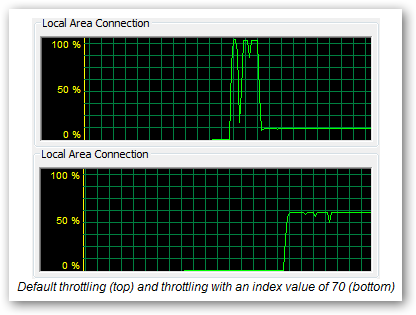 Local Area Connection
100 %
50 %
0 %
Local Area Connection
100 %
50 %
0 %
Default throttling (top) and throttling with an index value of 70 (bottom)